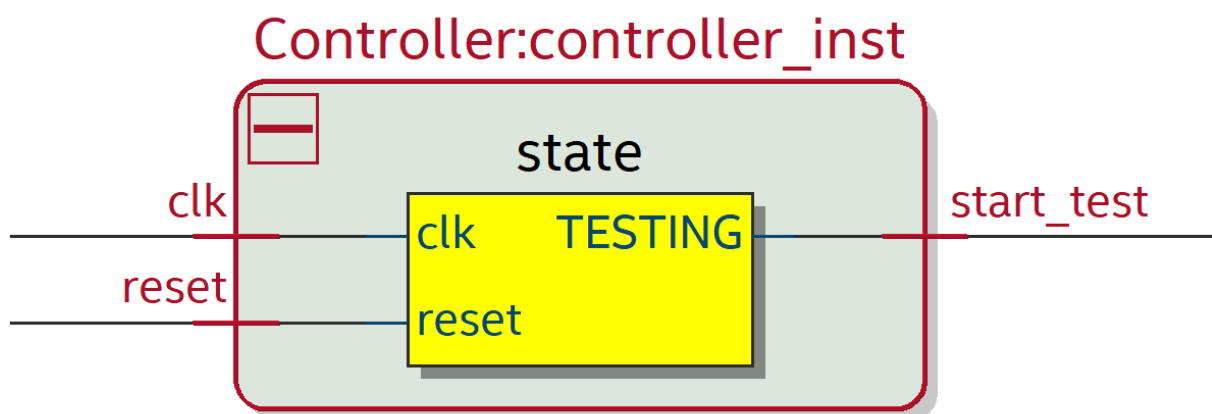 Controller:controller_inst
state
clk
clk TESTING
start_test
reset
reset